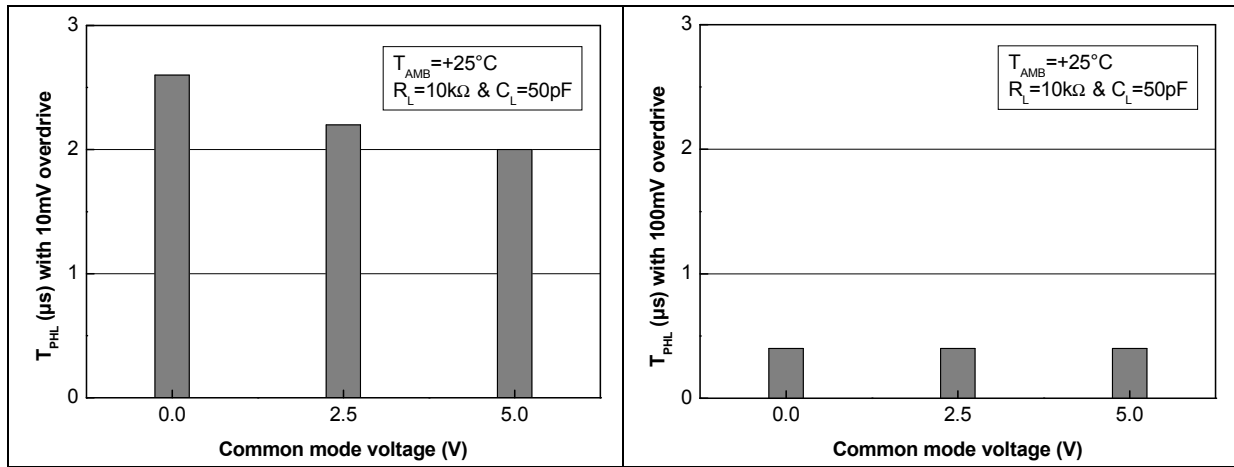 T_PHL (µs) with 10mV overdrive
3
2
1
0
T_AMB=+25°C
R_L=10kΩ & C_L=50pF
0.0 2.5 5.0
Common mode voltage (V)
T_PHL (µs) with 100mV overdrive
3
2
1
0
T_AMB=+25°C
R_L=10kΩ & C_L=50pF
0.0 2.5 5.0
Common mode voltage (V)